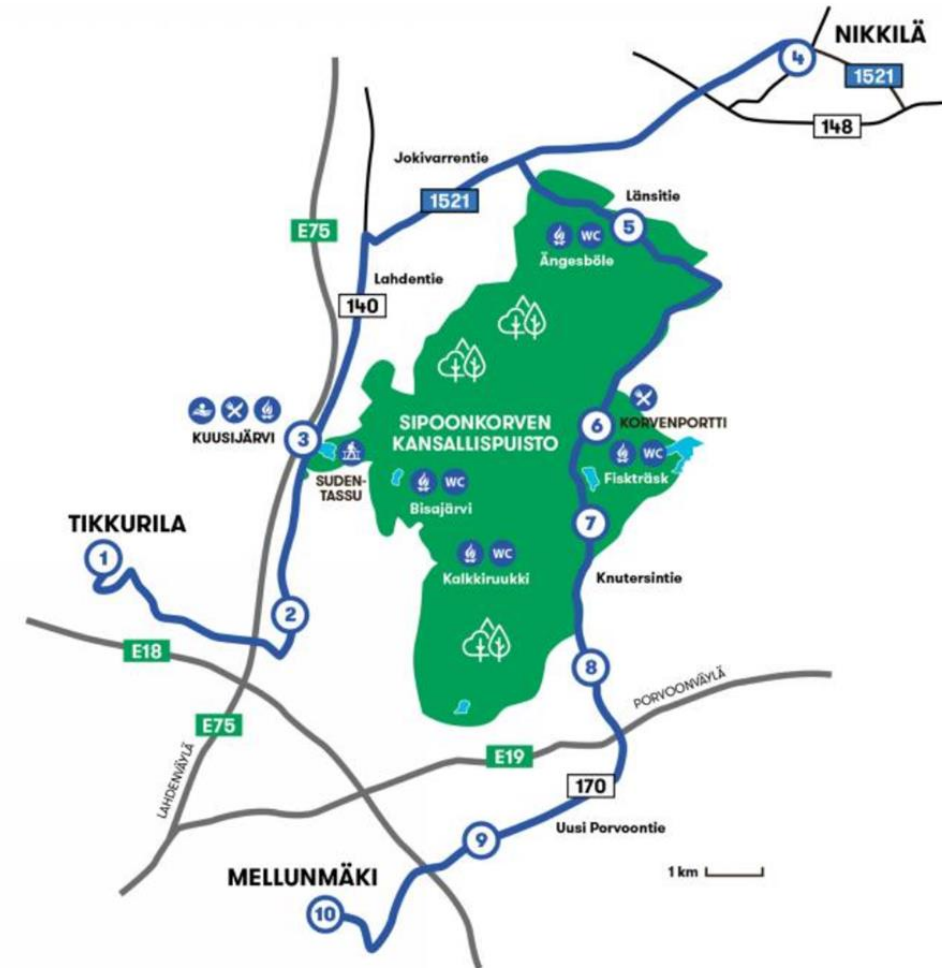 NIKKILÄ
4
1521
148
Jokivarrentie
1521
Länsitie
5
E75
WC
Ängesböle
Lahdentie
140
KUUSIJÄRVI
3
SIPOONKORVEN
KANSALLISPUISTO
6
KORVENPORTTI
SUDEN-
TASSU
WC
Bisajärvi
WC
Fiskträsk
TIKKURILA
1
7
WC
Kalkkiruukki
Knutersintie
2
E18
8
PORVOONVÄYLÄ
E75
LAHDENVÄYLÄ
E19
170
Uusi Porvoontie
9
MELLUNMÄKI
10
1 km